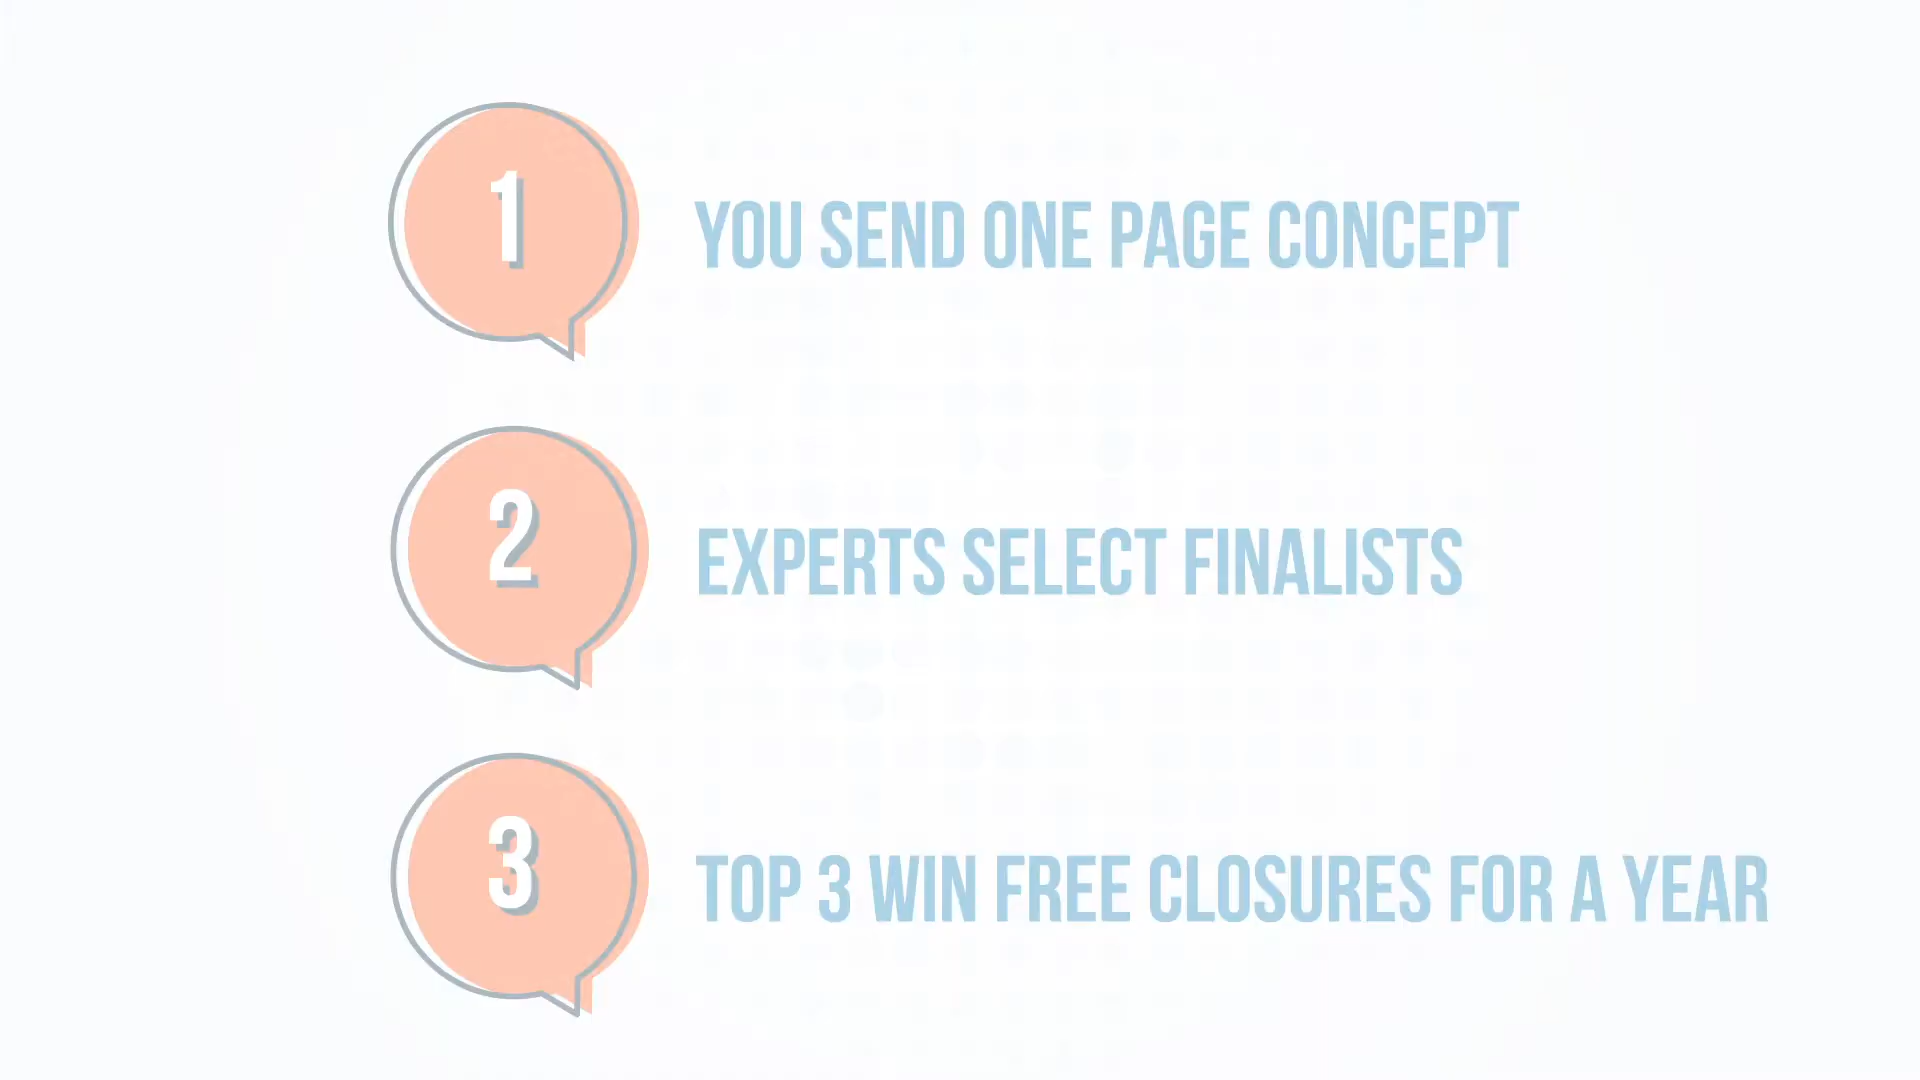 1
YOU SEND ONE PAGE CONCEPT
2
EXPERTS SELECT FINALISTS
3
TOP 3 WIN FREE CLOSURES FOR A YEAR